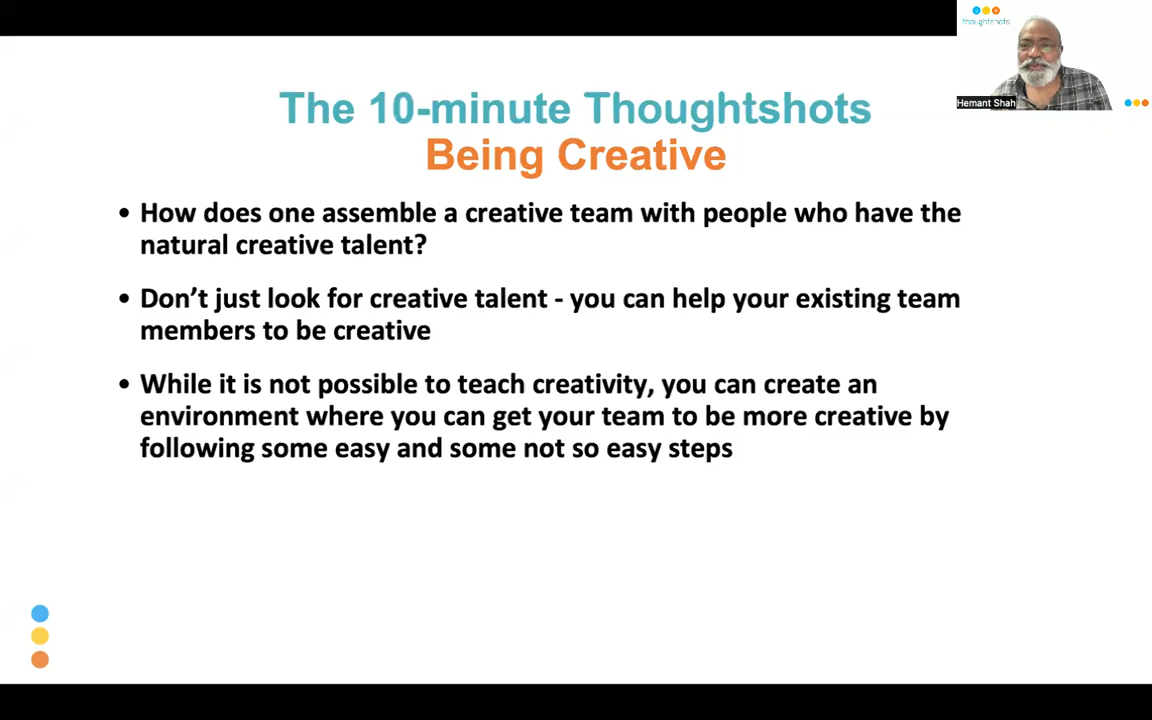 thoughtshots
Hemant Shah
The 10-minute Thoughtshots
Being Creative
• How does one assemble a creative team with people who have the
natural creative talent?
• Don’t just look for creative talent - you can help your existing team
members to be creative
• While it is not possible to teach creativity, you can create an
environment where you can get your team to be more creative by
following some easy and some not so easy steps